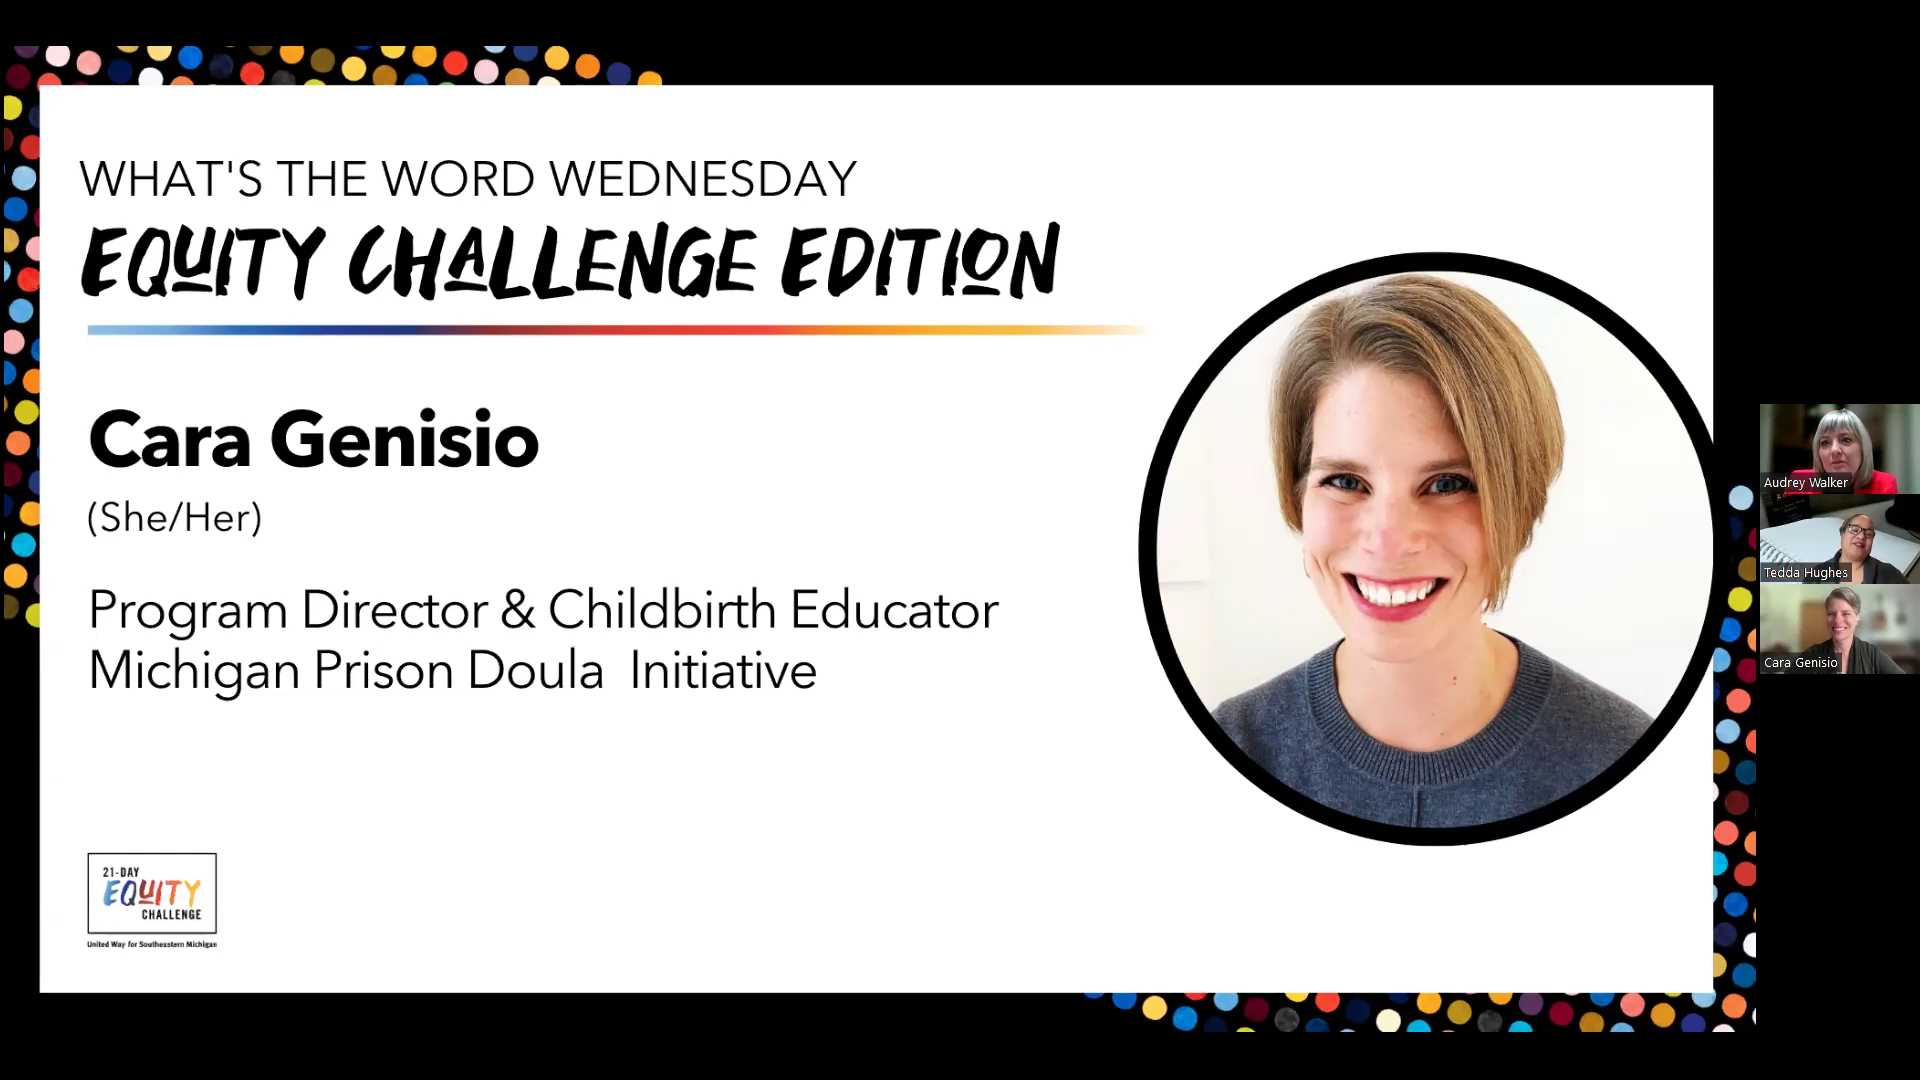 WHAT'S THE WORD WEDNESDAY
EQUITY CHALLENGE EDITION
Cara Genisio
(She/Her)
Program Director & Childbirth Educator
Michigan Prison Doula Initiative
21-DAY
EQUITY
CHALLENGE
United Way for Southeastern Michigan
Audrey Walker
Tedda Hughes
Cara Genisio